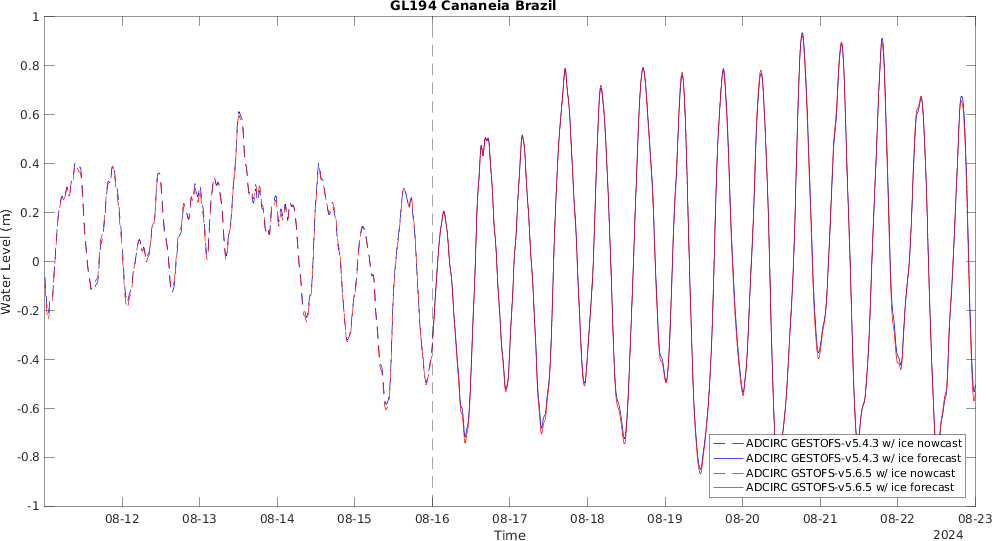 GL194 Cananeia Brazil
1
0.8
0.6
0.4
0.2
0
-0.2
-0.4
-0.6
-0.8
-1
Water Level (m)
ADCIRC GESTOFS-v5.4.3 w/ ice nowcast
ADCIRC GESTOFS-v5.4.3 w/ ice forecast
ADCIRC GSTOFS-v5.6.5 w/ ice nowcast
ADCIRC GSTOFS-v5.6.5 w/ ice forecast
08-12 08-13 08-14 08-15 08-16 08-17 08-18 08-19 08-20 08-21 08-22 08-23
Time
2024